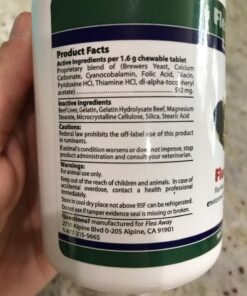 Product Facts
Active ingredients per 1.6 g chewable tablet
Proprietary blend of (Brewers Yeast, Calcium
Carbonate, Cyanocobalamin, Folic Acid, Niacin,
Pyridoxine HCl, Thiamine HCl, dl-alpha-toco pheryl
acetate) 512 mg.
Inactive ingredients
Beef Liver, Gelatin, Gelatin Hydrolysate Beef, Magnesium
Stearate, Microcrystalline Cellulose, Silica, Stearic Acid
Cautions:
Federal law prohibits the off-label use of this product
in ruminants.
If animal's condition worsens or does not improve, stop
product administration and consult your veterinarian.
Warnings:
For animal use only.
Keep out of the reach of children and animals. In case of
accidental overdose, contact a health professional
immediately.
Store in cool place not above 95F can be refrigerated.
Do not use if tamper evidence seal is missing or broken.
Questions? manufacturing for Flea Away
2710 Alpine Blvd 0-205 Alpine, CA 91901
Fle
Fl